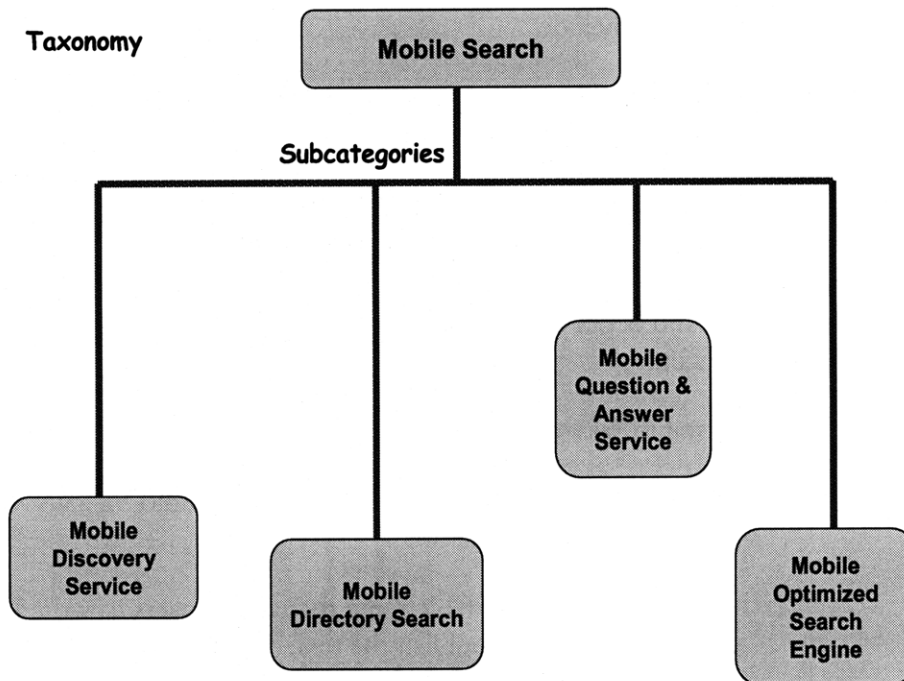 Taxonomy
Mobile Search
Subcategories
Mobile
Question &
Answer
Service
Mobile
Discovery
Service
Mobile
Directory Search
Mobile
Optimized
Search
Engine